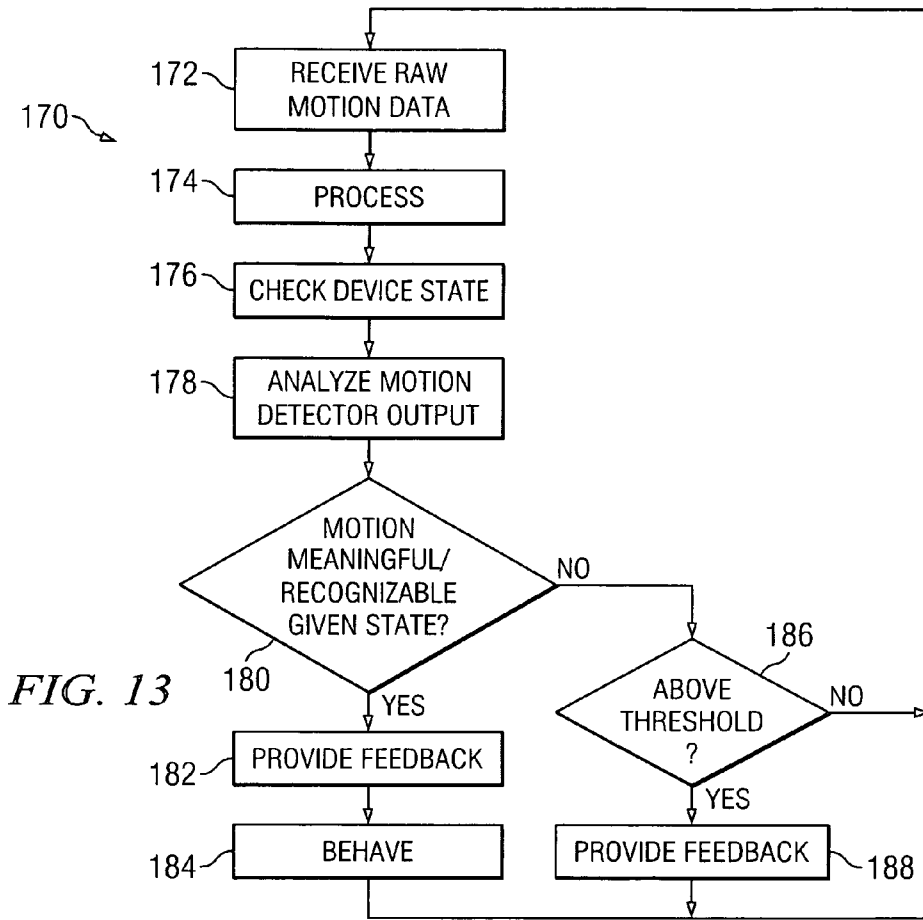 172
RECEIVE RAW
MOTION DATA
170
174
PROCESS
176
CHECK DEVICE STATE
178
ANALYZE MOTION
DETECTOR OUTPUT
MOTION
MEANINGFUL/
RECOGNIZABLE
GIVEN STATE?
NO
180
YES
186
ABOVE
THRESHOLD
?
NO
YES
FIG. 13
182
PROVIDE FEEDBACK
184
BEHAVE
PROVIDE FEEDBACK
188